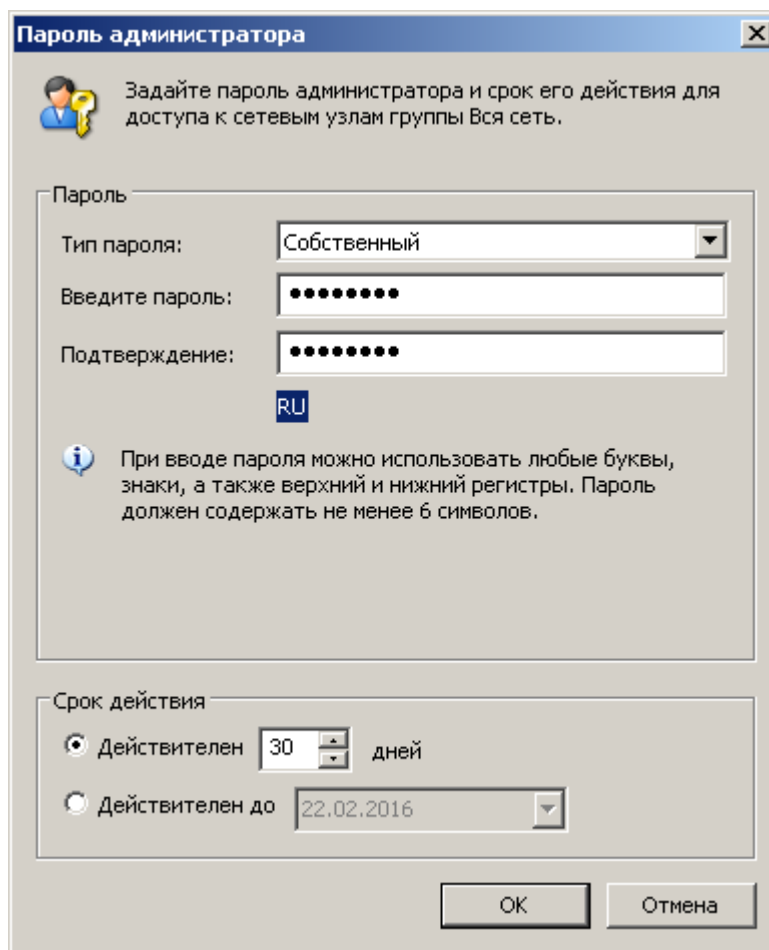 Пароль администратора
Задайте пароль администратора и срок его действия для
доступа к сетевым узлам группы Вся сеть.
Пароль
Тип пароля: Собственный
Введите пароль: ●●●●●●●●
Подтверждение: ●●●●●●●●
RU
При вводе пароля можно использовать любые буквы,
знаки, а также верхний и нижний регистры. Пароль
должен содержать не менее 6 символов.
Срок действия
Действителен 30 дней
Действителен до 22.02.2016
OK Отмена